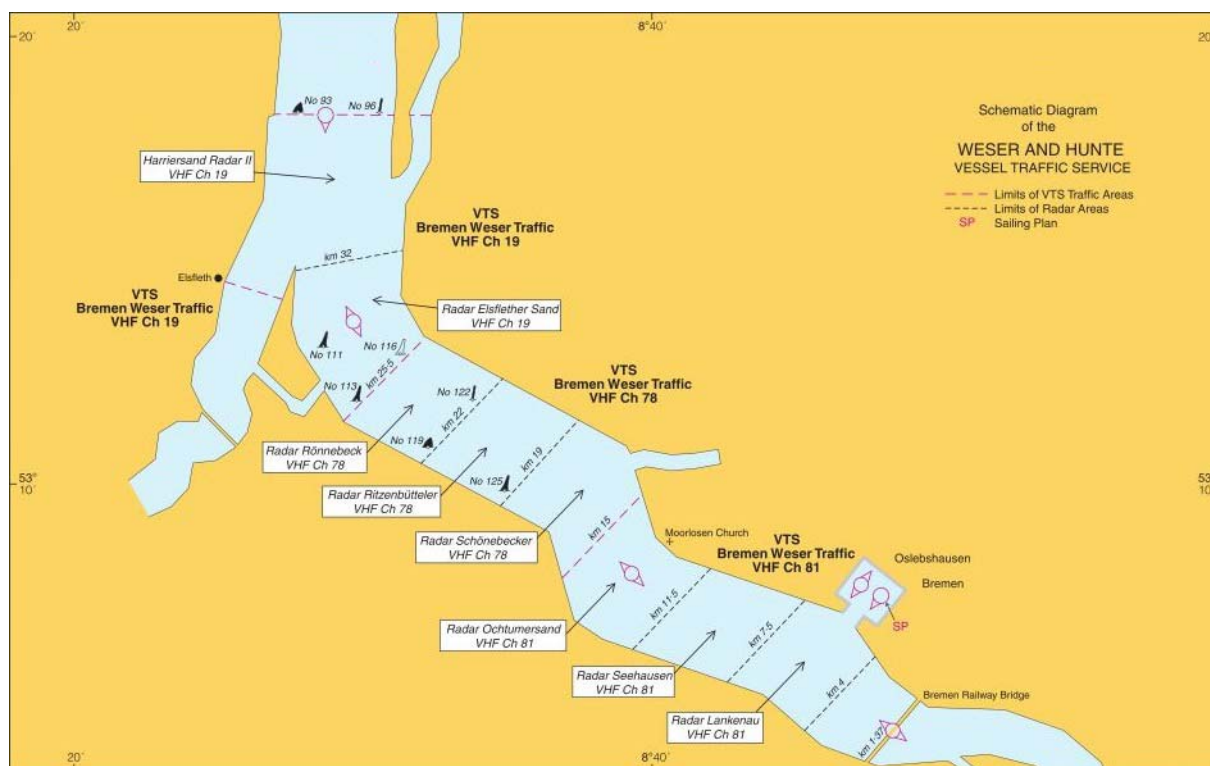 20'
8°40'
20'
20
No 93
No 96
Schematic Diagram
of the
WESER AND HUNTE
VESSEL TRAFFIC SERVICE
Limits of VTS Traffic Areas
Limits of Radar Areas
SP Sailing Plan
Harriersand Radar II
VHF Ch 19
VTS
Bremen Weser Traffic
VHF Ch 19
km 32
Elsfleth
VTS
Bremen Weser Traffic
VHF Ch 19
Radar Elsflether Sand
VHF Ch 19
No 111
No 116
km 25·5
VTS
Bremen Weser Traffic
VHF Ch 78
No 113
No 122
km 22
Radar Rönnebeck
VHF Ch 78
No 119
km 19
53°
10'
53
10
No 125
Radar Ritzenbütteler
VHF Ch 78
Radar Schönebecker
VHF Ch 78
km 15
Moorlosen Church
VTS
Bremen Weser Traffic
VHF Ch 81
Oslebshausen
Bremen
SP
km 11·5
km 7·5
Radar Ochtumersand
VHF Ch 81
Radar Seehausen
VHF Ch 81
km 4
Bremen Railway Bridge
Radar Lankenau
VHF Ch 81
km 1·37
20'
8°40'